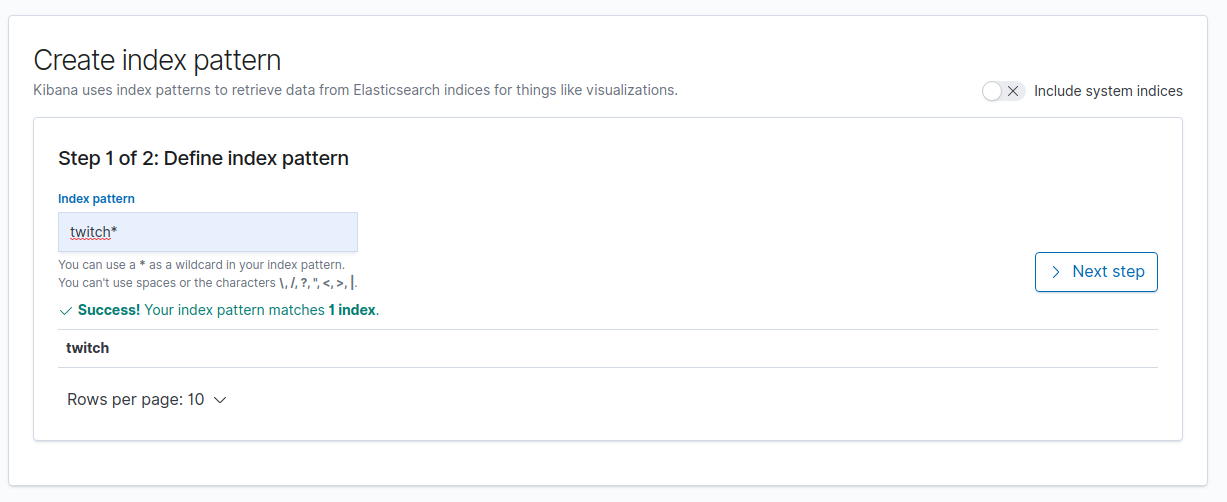 Create index pattern
Kibana uses index patterns to retrieve data from Elasticsearch indices for things like visualizations.
Include system indices
Step 1 of 2: Define index pattern
Index pattern
twitch*
You can use a * as a wildcard in your index pattern.
You can't use spaces or the characters \, /, ?, ", <, >, |.
Next step
Success! Your index pattern matches 1 index.
twitch
Rows per page: 10